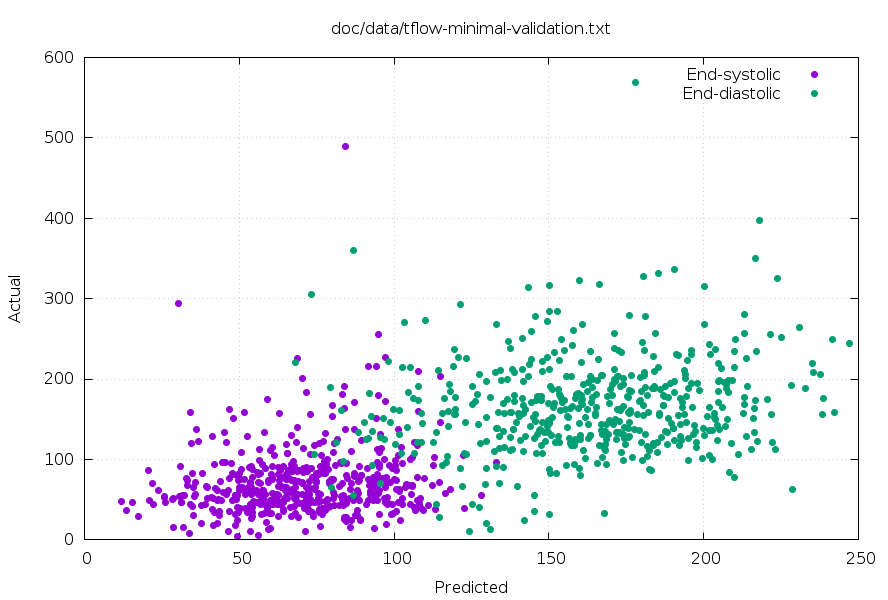 doc/data/tflow-minimal-validation.txt
600
End-systolic
End-diastolic
500
400
Actual
300
200
100
0
0 50 100 150 200 250
Predicted